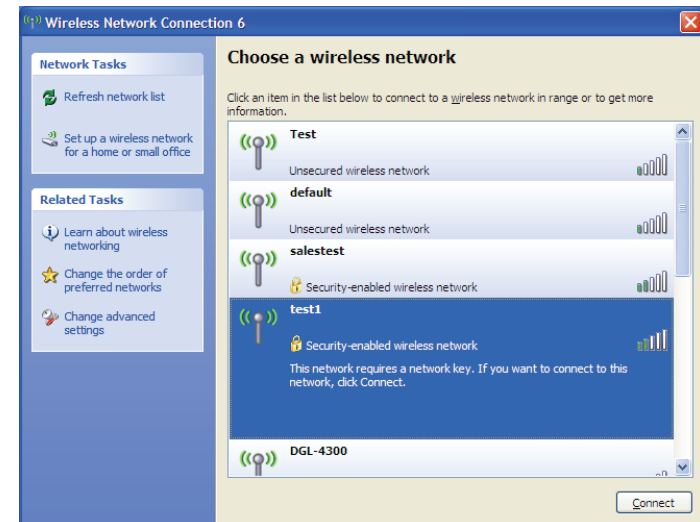 Wireless Network Connection 6
Network Tasks
Refresh network list
Set up a wireless network
for a home or small office
Related Tasks
Learn about wireless
networking
Change the order of
preferred networks
Change advanced
settings
Choose a wireless network
Click an item in the list below to connect to a wireless network in range or to get more
information.
Test
Unsecured wireless network
default
Unsecured wireless network
salestest
Security-enabled wireless network
test1
Security-enabled wireless network
This network requires a network key. If you want to connect to this
network, click Connect.
DGL-4300
Connect